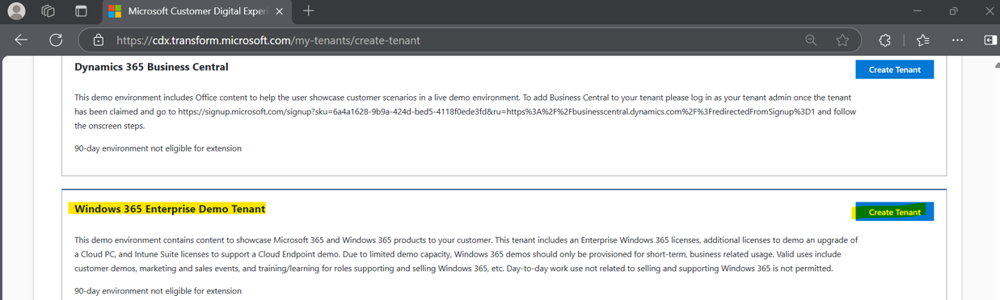 Microsoft Customer Digital Experi
https://cdx.transform.microsoft.com/my-tenants/create-tenant
Dynamics 365 Business Central
Create Tenant
This demo environment includes Office content to help the user showcase customer scenarios in a live demo environment. To add Business Central to your tenant please log in as your tenant admin once the tenant
has been claimed and go to https://signup.microsoft.com/signup?sku=6a4a1628-9b9a-424d-bed5-4118f0ede3fd&ru=https%3A%2F%2Fbusinesscentral.dynamics.com%2F%3FredirectedFromSignup%3D1 and follow
the onscreen steps.
90-day environment not eligible for extension
Windows 365 Enterprise Demo Tenant
Create Tenant
This demo environment contains content to showcase Microsoft 365 and Windows 365 products to your customer. This tenant includes an Enterprise Windows 365 licenses, additional licenses to demo an upgrade of
a Cloud PC, and Intune Suite licenses to support a Cloud Endpoint demo. Due to limited demo capacity, Windows 365 demos should only be provisioned for short-term, business related usage. Valid uses include
customer demos, marketing and sales events, and training/learning for roles supporting and selling Windows 365, etc. Day-to-day work use not related to selling and supporting Windows 365 is not permitted.
90-day environment not eligible for extension